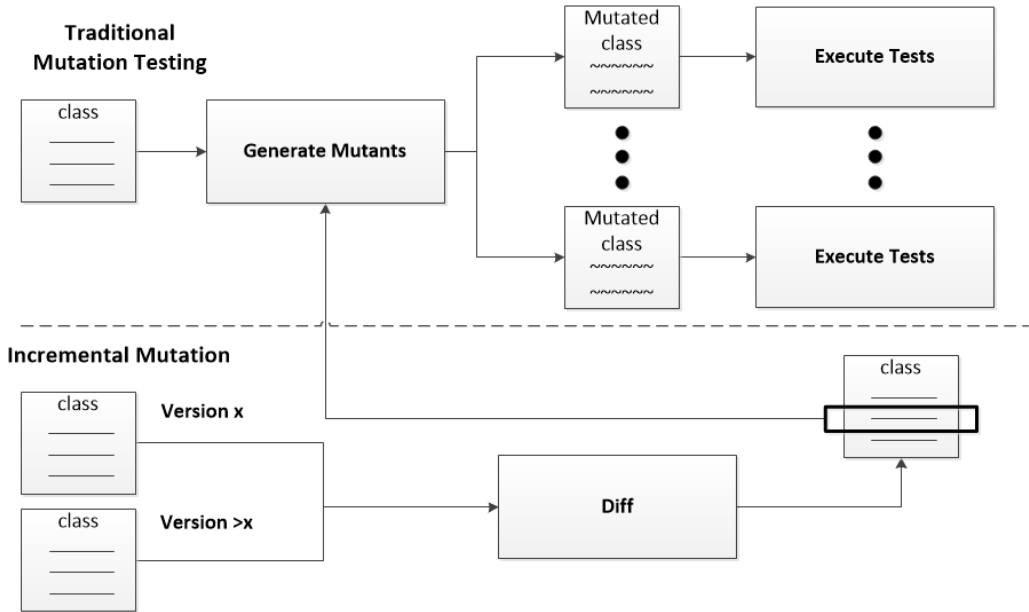 Traditional
Mutation Testing
class
Generate Mutants
Mutated
class
~~~~~~
~~~~~~
Execute Tests
Mutated
class
~~~~~~
~~~~~~
Execute Tests
Incremental Mutation
class
Version x
class
Version >x
Diff
class